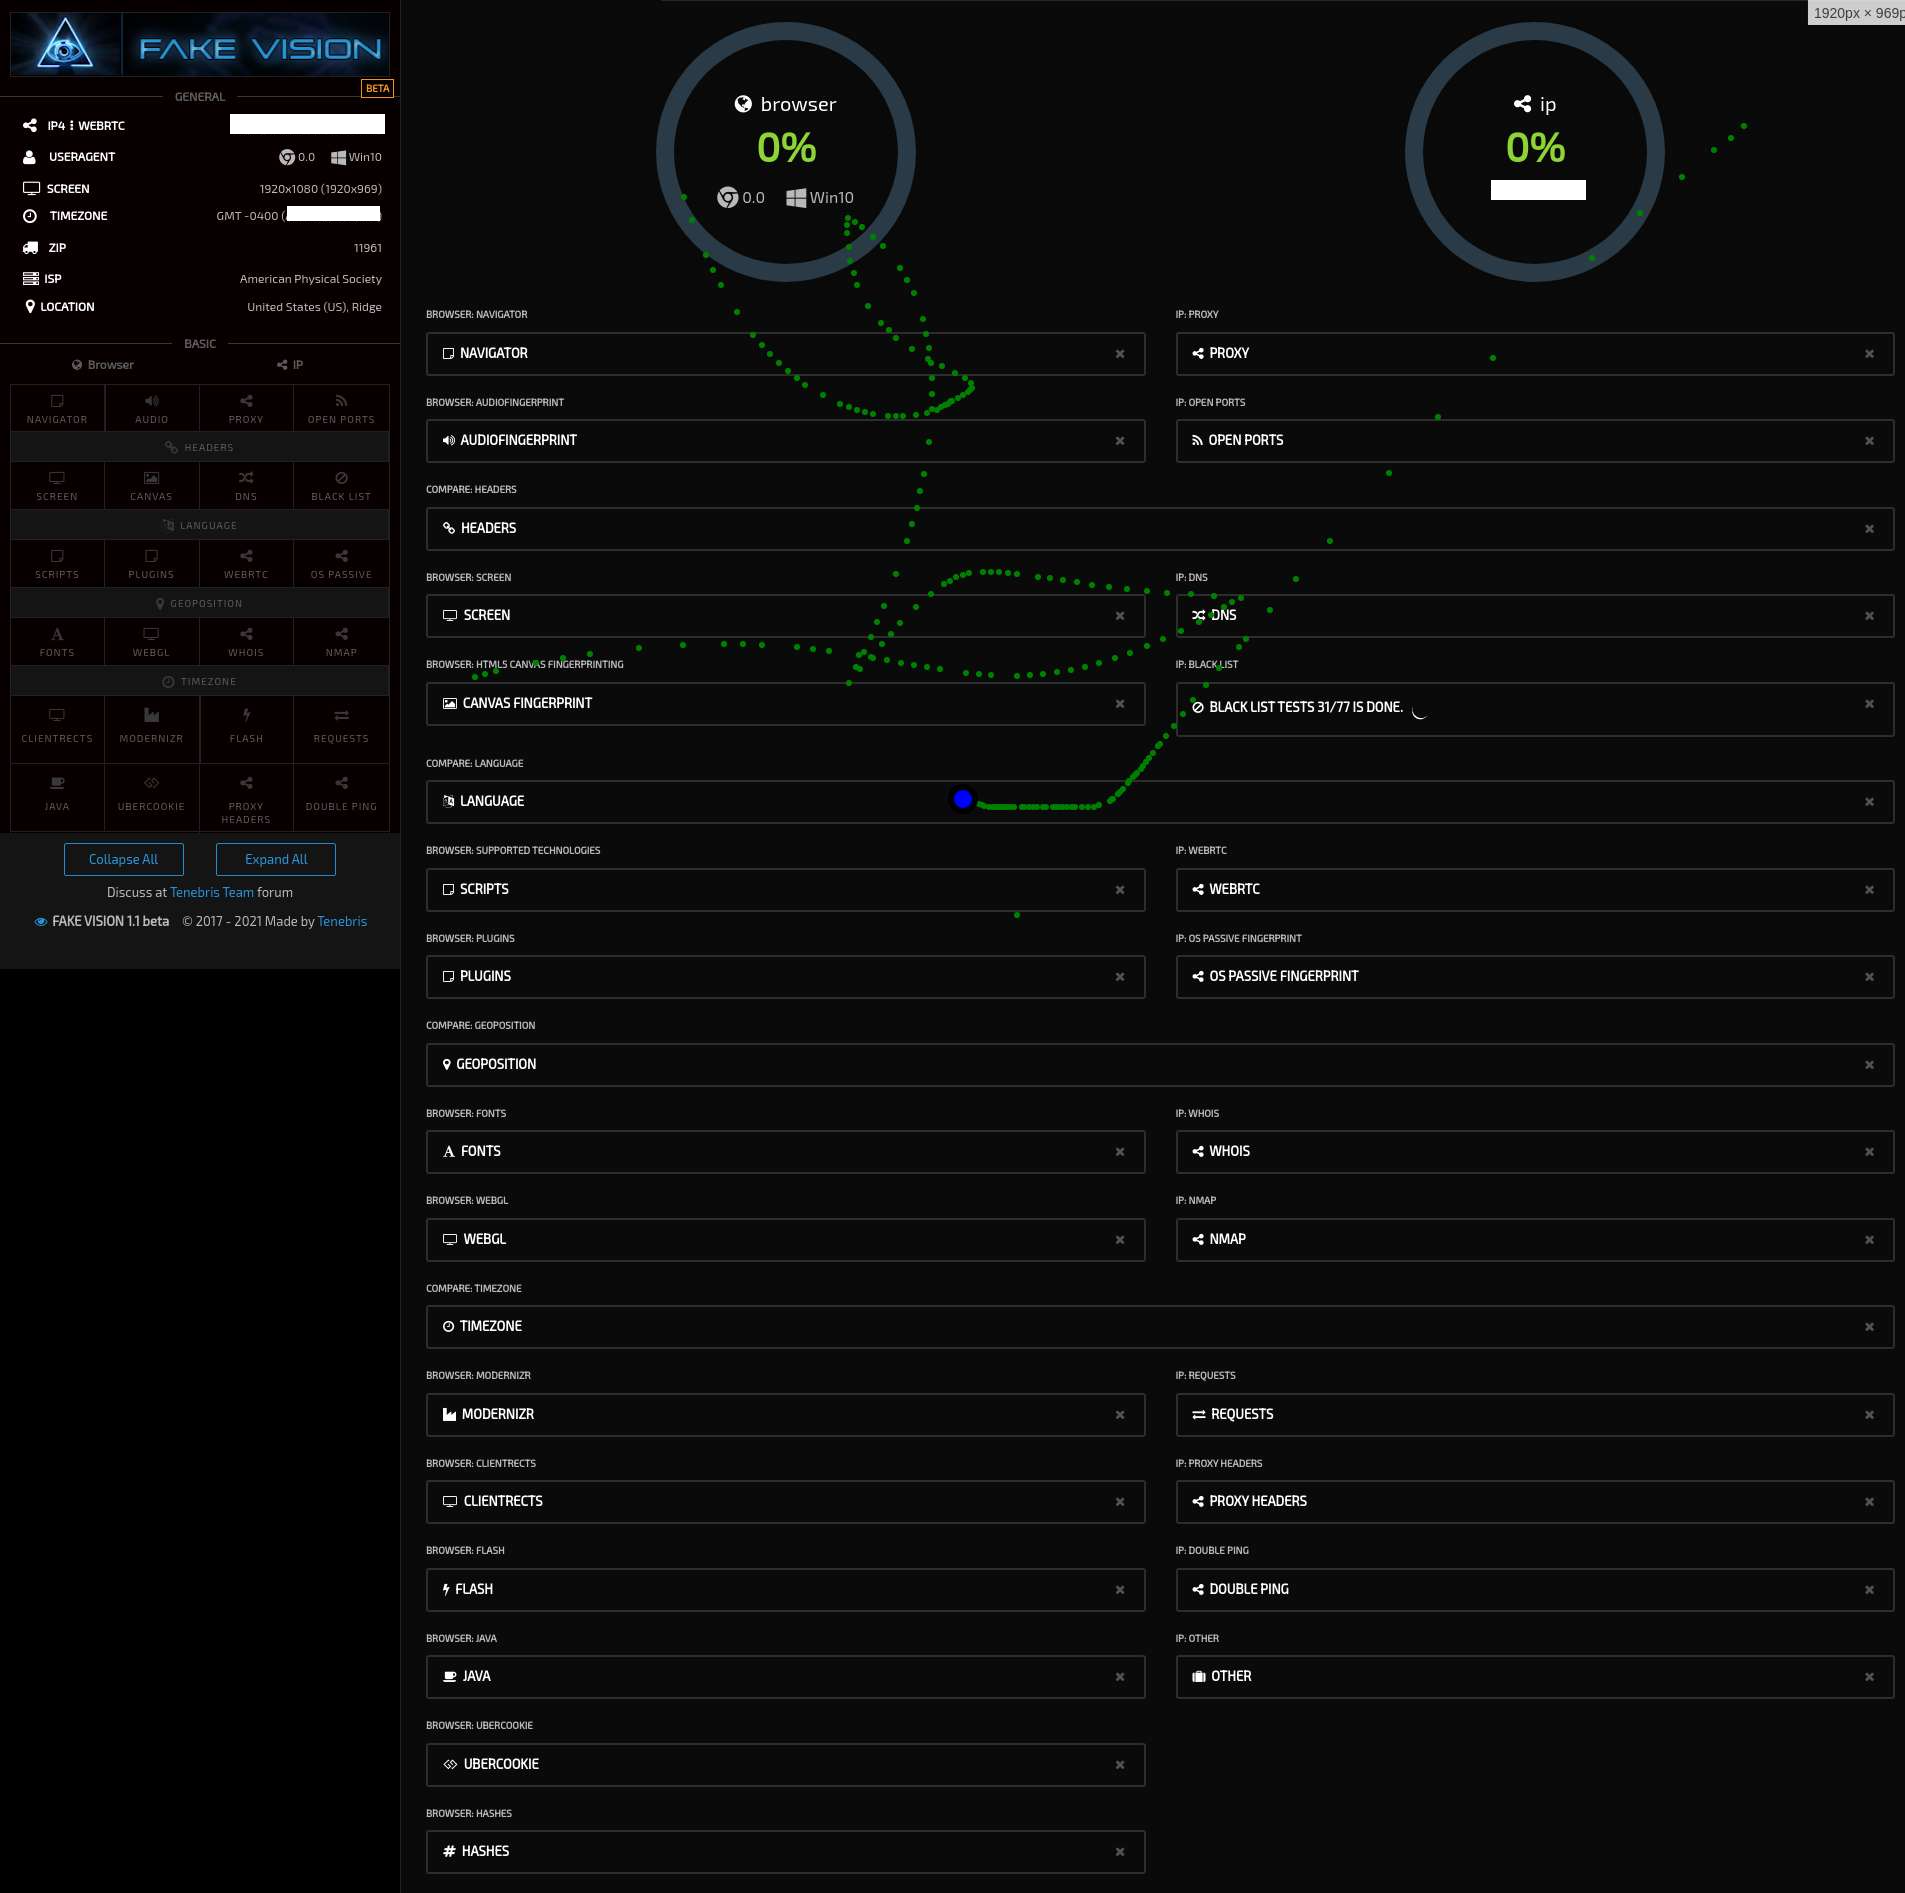 1920px × 969p
FAKE VISION
BETA
GENERAL
IP4 ⋮ WEBRTC
USERAGENT 0.0 Win10
SCREEN 1920x1080 (1920x969)
TIMEZONE GMT -0400 (
ZIP 11961
ISP American Physical Society
LOCATION United States (US), Ridge
BASIC
Browser IP
NAVIGATOR AUDIO PROXY OPEN PORTS
HEADERS
SCREEN CANVAS DNS BLACK LIST
LANGUAGE
SCRIPTS PLUGINS WEBRTC OS PASSIVE
GEOPOSITION
FONTS WEBGL WHOIS NMAP
TIMEZONE
CLIENTRECTS MODERNIZR FLASH REQUESTS
JAVA UBERCOOKIE PROXY HEADERS DOUBLE PING
Collapse All Expand All
Discuss at Tenebris Team forum
FAKE VISION 1.1 beta © 2017 - 2021 Made by Tenebris
browser
0%
0.0 Win10
ip
0%
BROWSER: NAVIGATOR IP: PROXY
NAVIGATOR PROXY
BROWSER: AUDIOFINGERPRINT IP: OPEN PORTS
AUDIOFINGERPRINT OPEN PORTS
COMPARE: HEADERS
HEADERS
BROWSER: SCREEN IP: DNS
SCREEN DNS
BROWSER: HTML5 CANVAS FINGERPRINTING IP: BLACK LIST
CANVAS FINGERPRINT BLACK LIST TESTS 31/77 IS DONE.
COMPARE: LANGUAGE
LANGUAGE
BROWSER: SUPPORTED TECHNOLOGIES IP: WEBRTC
SCRIPTS WEBRTC
BROWSER: PLUGINS IP: OS PASSIVE FINGERPRINT
PLUGINS OS PASSIVE FINGERPRINT
COMPARE: GEOPOSITION
GEOPOSITION
BROWSER: FONTS IP: WHOIS
FONTS WHOIS
BROWSER: WEBGL IP: NMAP
WEBGL NMAP
COMPARE: TIMEZONE
TIMEZONE
BROWSER: MODERNIZR IP: REQUESTS
MODERNIZR REQUESTS
BROWSER: CLIENTRECTS IP: PROXY HEADERS
CLIENTRECTS PROXY HEADERS
BROWSER: FLASH IP: DOUBLE PING
FLASH DOUBLE PING
BROWSER: JAVA IP: OTHER
JAVA OTHER
BROWSER: UBERCOOKIE
UBERCOOKIE
BROWSER: HASHES
HASHES